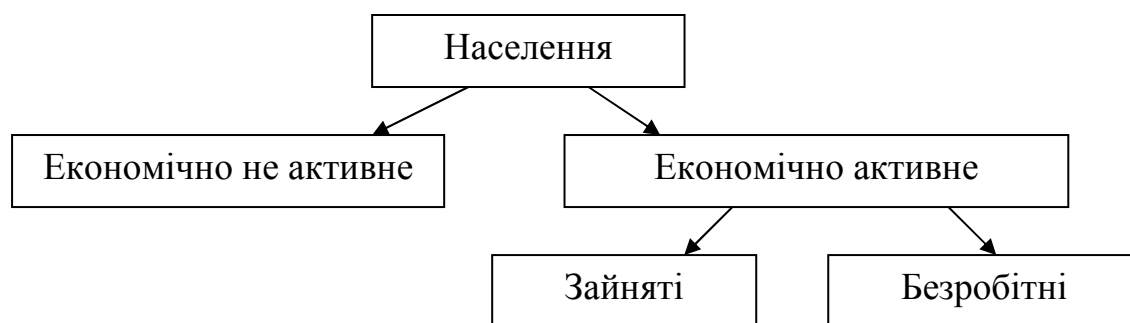 Населення
Економічно не активне
Економічно активне
Зайняті
Безробітні